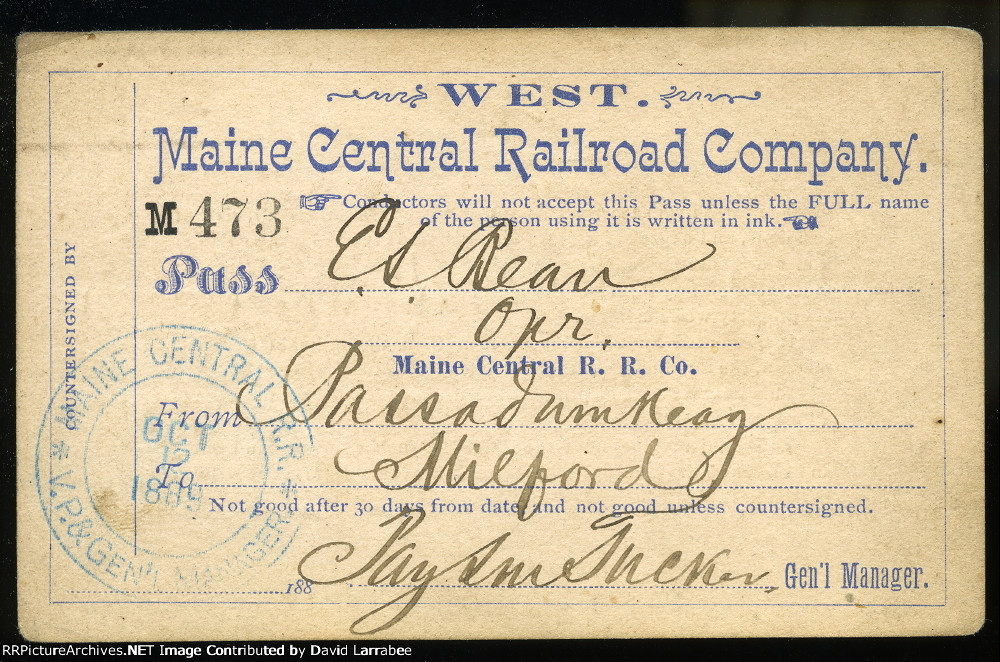 WEST.
Maine Central Railroad Company.
M 473
Conductors will not accept this Pass unless the FULL name
of the person using it is written in ink.
Pass E. S. Bean
Opr.
Maine Central R. R. Co.
From Passadumkeag
To Milford
Not good after 30 days from date, and not good unless countersigned.
188 Payson Tucker Gen'l Manager.
COUNTERSIGNED BY
MAINE CENTRAL R.R.
OCT
12
1889
* V.P. & GEN'L MANAGER *
RRPictureArchives.NET Image Contributed by David Larrabee